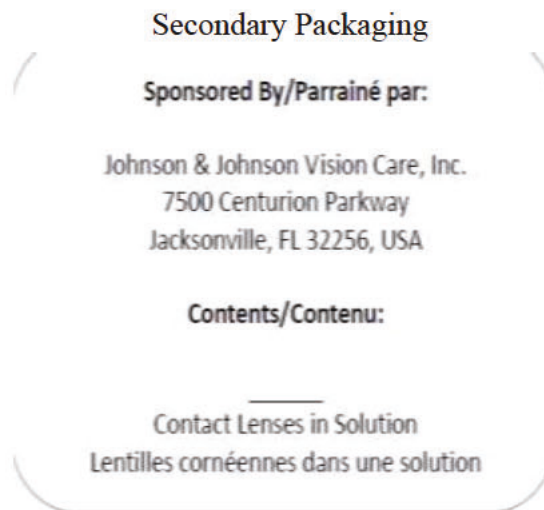 Secondary Packaging
Sponsored By/Parrainé par:
Johnson & Johnson Vision Care, Inc.
7500 Centurion Parkway
Jacksonville, FL 32256, USA
Contents/Contenu:
______
Contact Lenses in Solution
Lentilles cornéennes dans une solution